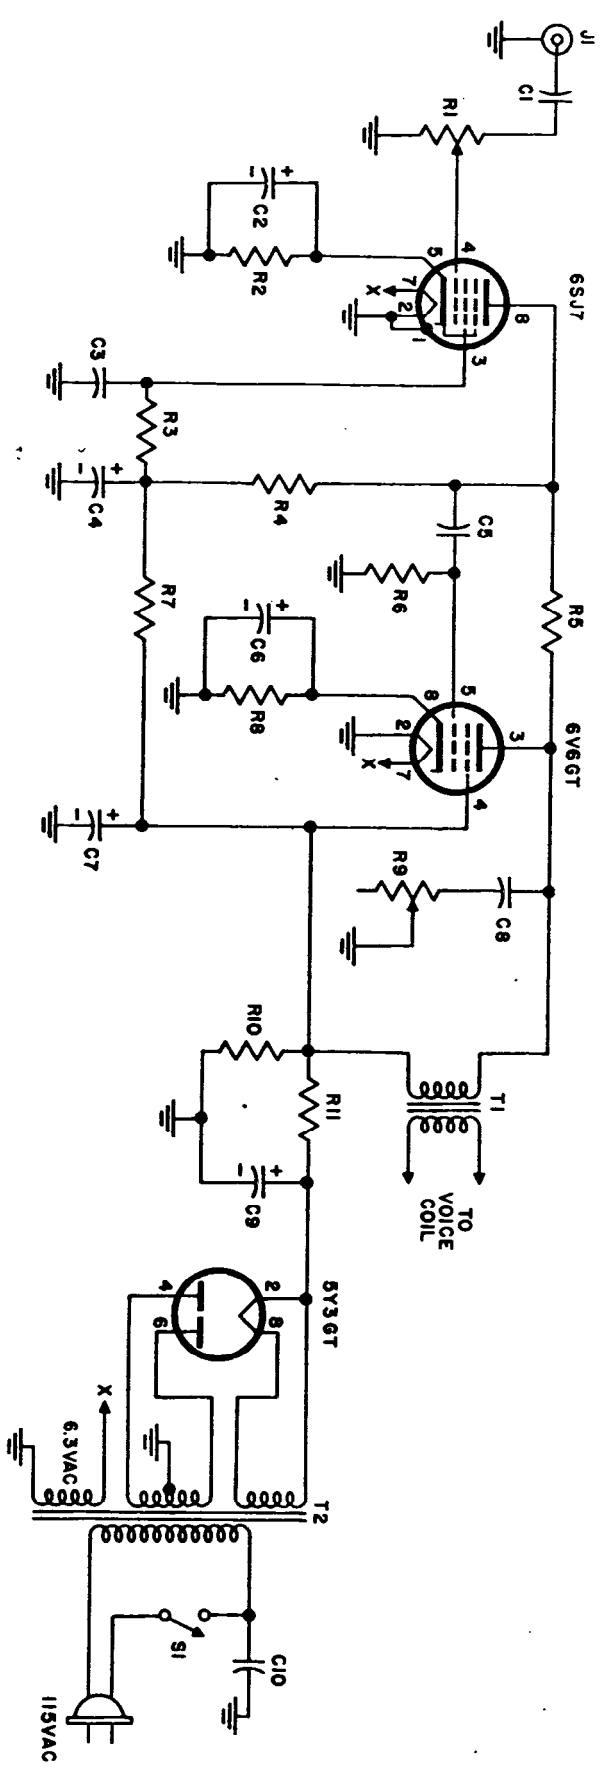 J1
C1
R1
C2
+
-
R2
6SJ7
4
5
7
X
2
1
8
3
C3
R3
C4
+
-
R4
C5
R5
R6
R7
C6
+
-
R8
6V6GT
5
8
2
X
7
3
4
C7
+
-
R9
C8
R10
R11
T1
TO
VOICE
COIL
C9
+
-
5Y3GT
4
6
2
8
X
6.3VAC
T2
S1
C10
115VAC